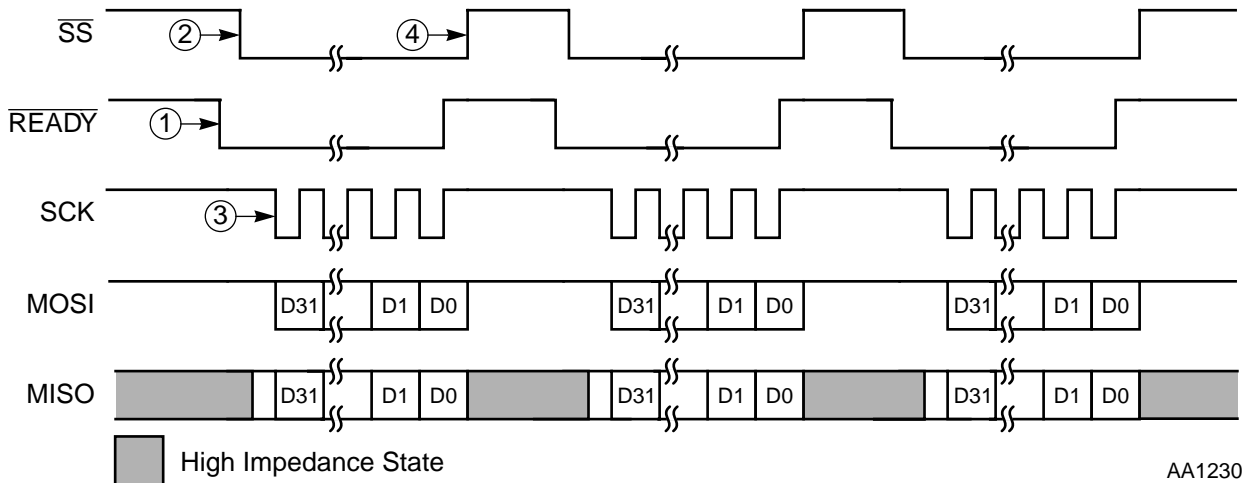 SS
② ④
READY
①
SCK
③
MOSI
D31 D1 D0 D31 D1 D0 D31 D1 D0
MISO
D31 D1 D0 D31 D1 D0 D31 D1 D0
High Impedance State
AA1230